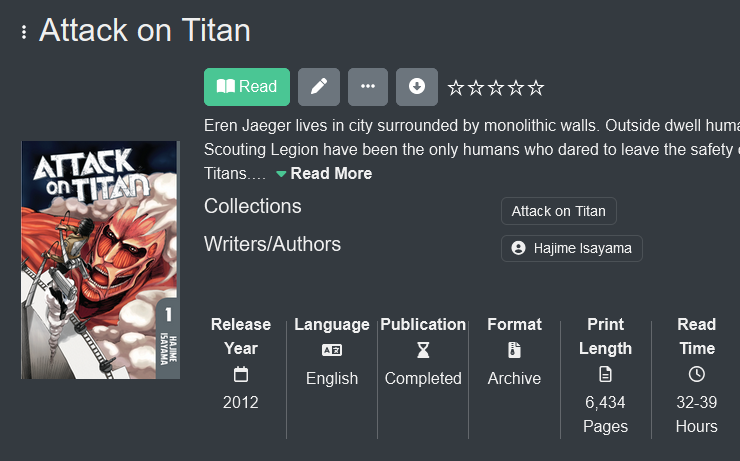 Attack on Titan
Read
Eren Jaeger lives in city surrounded by monolithic walls. Outside dwell huma
Scouting Legion have been the only humans who dared to leave the safety
Titans.... Read More
ATTACK
ON TITAN
1
HAJIME
ISAYAMA
Collections
Attack on Titan
Writers/Authors
Hajime Isayama
Release Year
2012
Language
English
Publication
Completed
Format
Archive
Print Length
6,434 Pages
Read Time
32-39 Hours